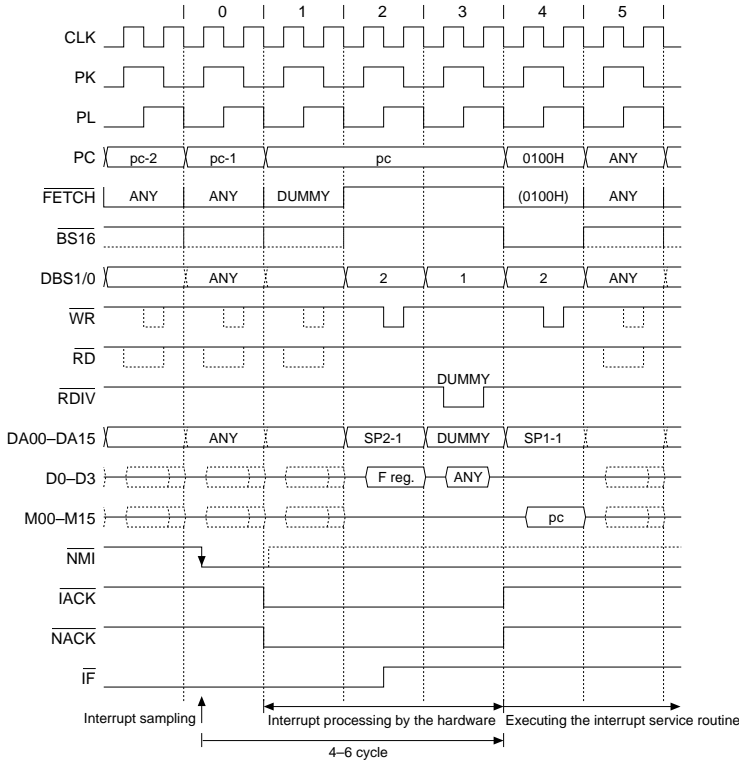 0 1 2 3 4 5
CLK
PK
PL
PC pc-2 pc-1 pc 0100H ANY
FETCH ANY ANY DUMMY (0100H) ANY
BS16
DBS1/0 ANY 2 1 2 ANY
WR
RD
DUMMY
RDIV
DA00–DA15 ANY SP2-1 DUMMY SP1-1
D0–D3 F reg. ANY
M00–M15 pc
NMI
IACK
NACK
IF
Interrupt sampling Interrupt processing by the hardware Executing the interrupt service routine
4–6 cycle